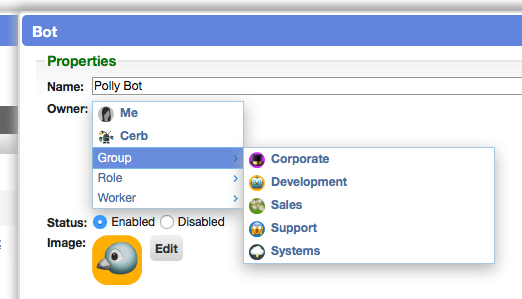 Bot
Properties
Name: Polly Bot
Owner:
Me
Cerb
Group
Role
Worker
Corporate
Development
Sales
Support
Systems
Status: Enabled Disabled
Image: Edit